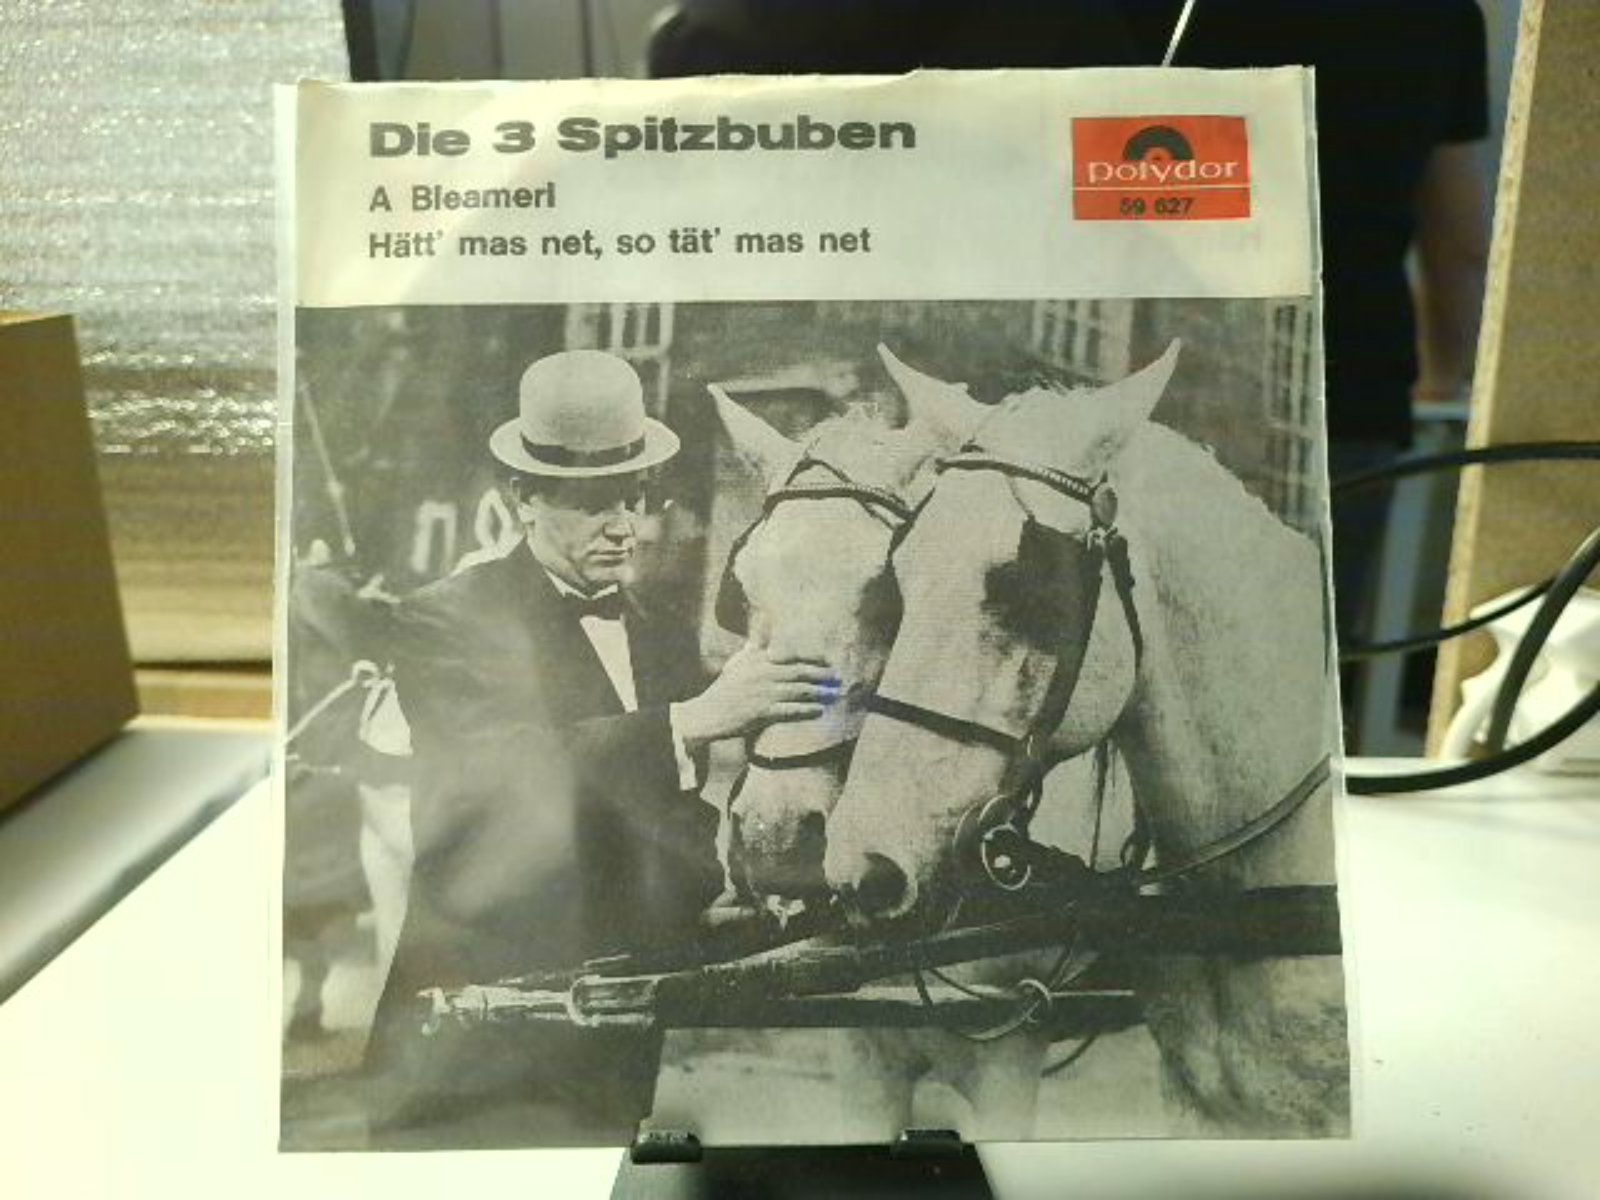 Die 3 Spitzbuben
A Bleamerl
Hätt' mas net, so tät' mas net
polydor
59 627